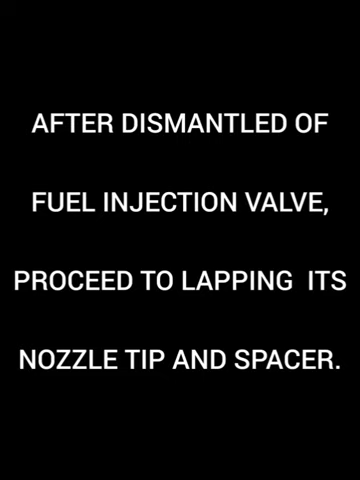 AFTER DISMANTLED OF
FUEL INJECTION VALVE,
PROCEED TO LAPPING ITS
NOZZLE TIP AND SPACER.